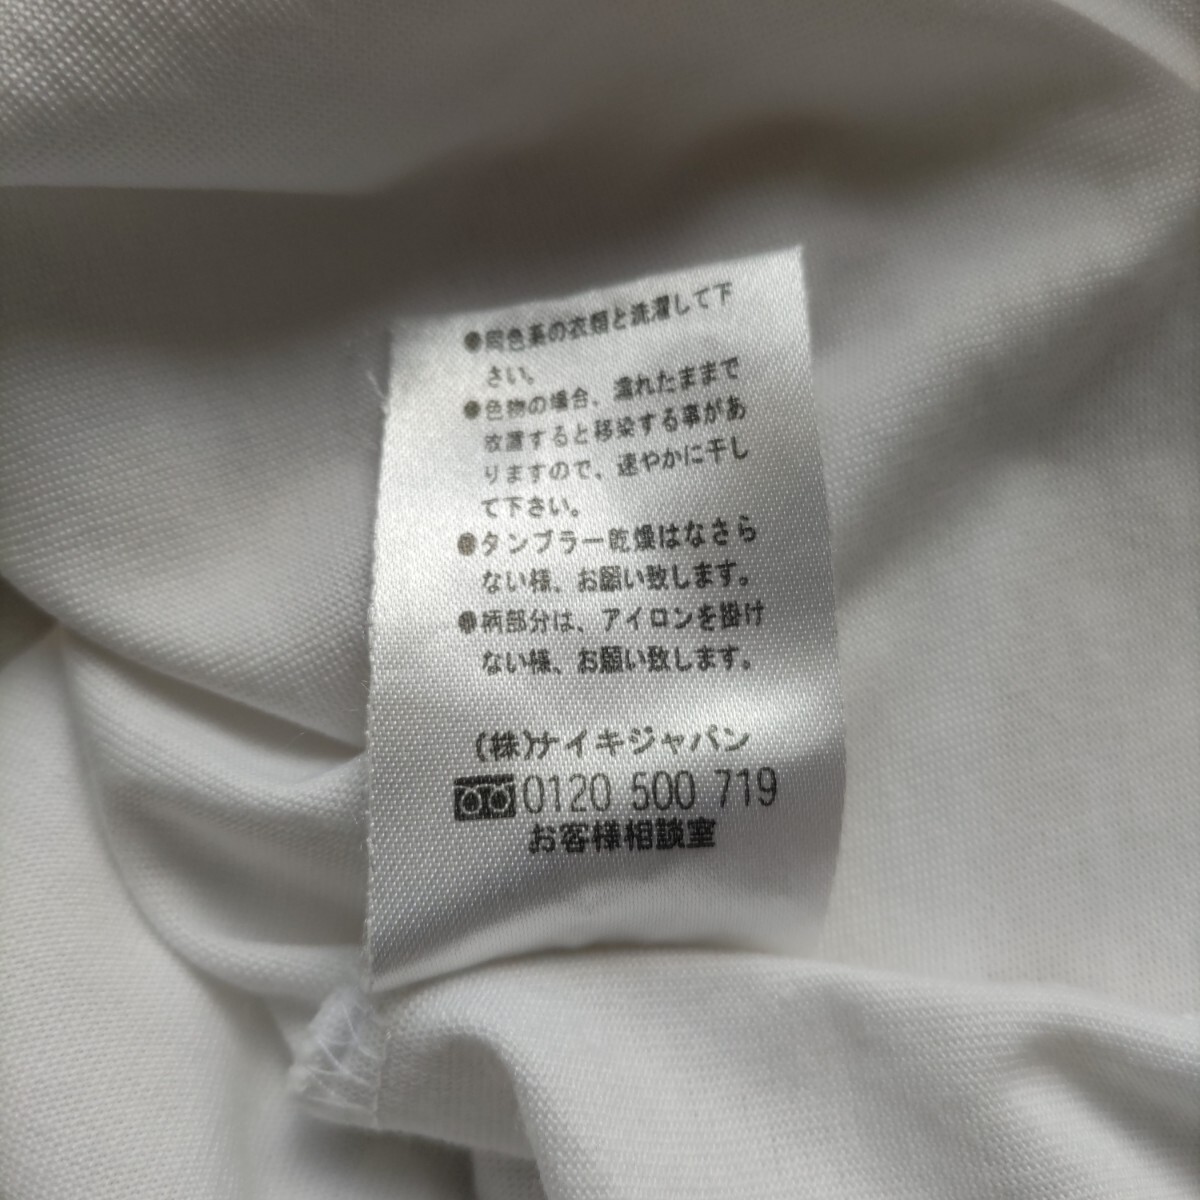 ●同色系の衣類と洗濯して下
さい。
●色物の場合、濡れたままで
放置すると移染する事があ
りますので、速やかに干し
て下さい。
●タンブラー乾燥はなさら
ない様、お願い致します。
●柄部分は、アイロンを掛け
ない様、お願い致します。
(株)ナイキジャパン
0120 500 719
お客様相談室